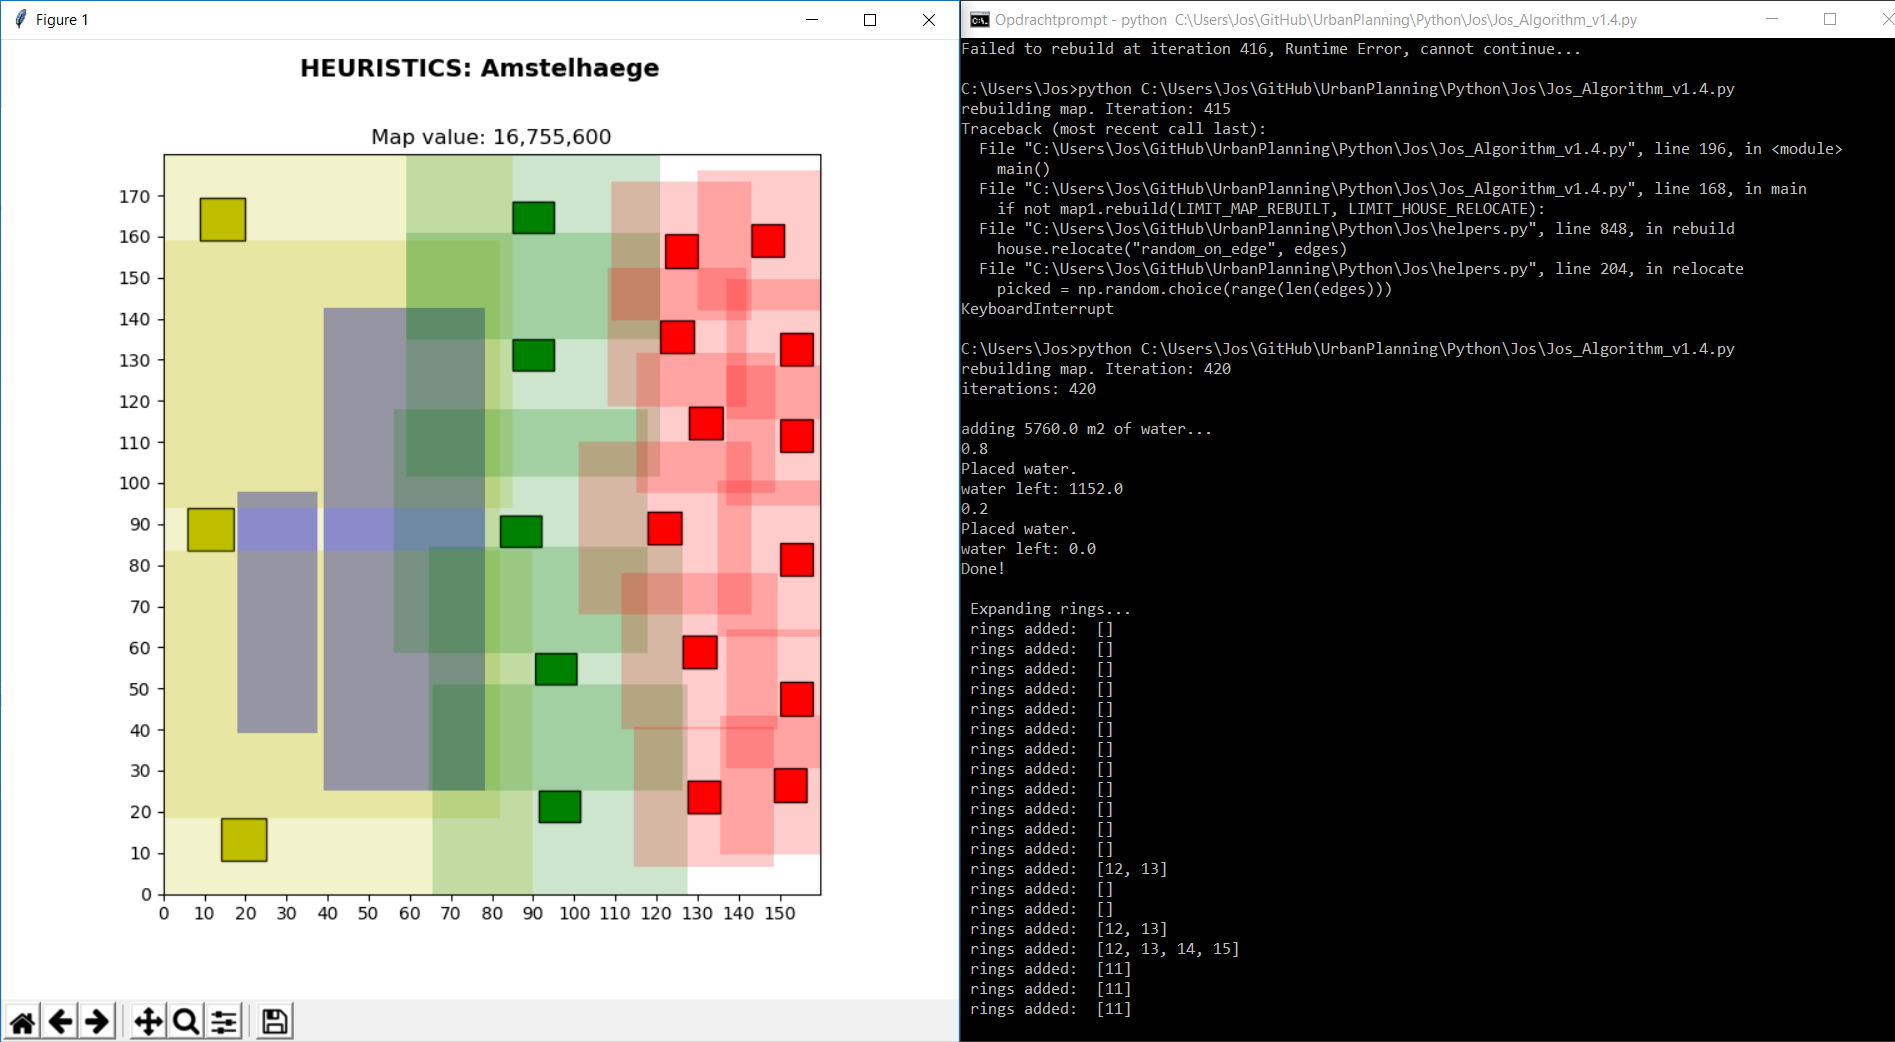 Figure 1
HEURISTICS: Amstelhaege
Map value: 16,755,600
170
160
150
140
130
120
110
100
90
80
70
60
50
40
30
20
10
0
0 10 20 30 40 50 60 70 80 90 100 110 120 130 140 150
Opdrachtprompt - python C:\Users\Jos\GitHub\UrbanPlanning\Python\Jos\Jos_Algorithm_v1.4.py
Failed to rebuild at iteration 416, Runtime Error, cannot continue...
C:\Users\Jos>python C:\Users\Jos\GitHub\UrbanPlanning\Python\Jos\Jos_Algorithm_v1.4.py
rebuilding map. Iteration: 415
Traceback (most recent call last):
File "C:\Users\Jos\GitHub\UrbanPlanning\Python\Jos\Jos_Algorithm_v1.4.py", line 196, in <module>
main()
File "C:\Users\Jos\GitHub\UrbanPlanning\Python\Jos\Jos_Algorithm_v1.4.py", line 168, in main
if not map1.rebuild(LIMIT_MAP_REBUILT, LIMIT_HOUSE_RELOCATE):
File "C:\Users\Jos\GitHub\UrbanPlanning\Python\Jos\helpers.py", line 848, in rebuild
house.relocate("random_on_edge", edges)
File "C:\Users\Jos\GitHub\UrbanPlanning\Python\Jos\helpers.py", line 204, in relocate
picked = np.random.choice(range(len(edges)))
KeyboardInterrupt
C:\Users\Jos>python C:\Users\Jos\GitHub\UrbanPlanning\Python\Jos\Jos_Algorithm_v1.4.py
rebuilding map. Iteration: 420
iterations: 420
adding 5760.0 m2 of water...
0.8
Placed water.
water left: 1152.0
0.2
Placed water.
water left: 0.0
Done!
Expanding rings...
rings added: []
rings added: []
rings added: []
rings added: []
rings added: []
rings added: []
rings added: []
rings added: []
rings added: []
rings added: []
rings added: []
rings added: []
rings added: [12, 13]
rings added: []
rings added: []
rings added: [12, 13]
rings added: [12, 13, 14, 15]
rings added: [11]
rings added: [11]
rings added: [11]